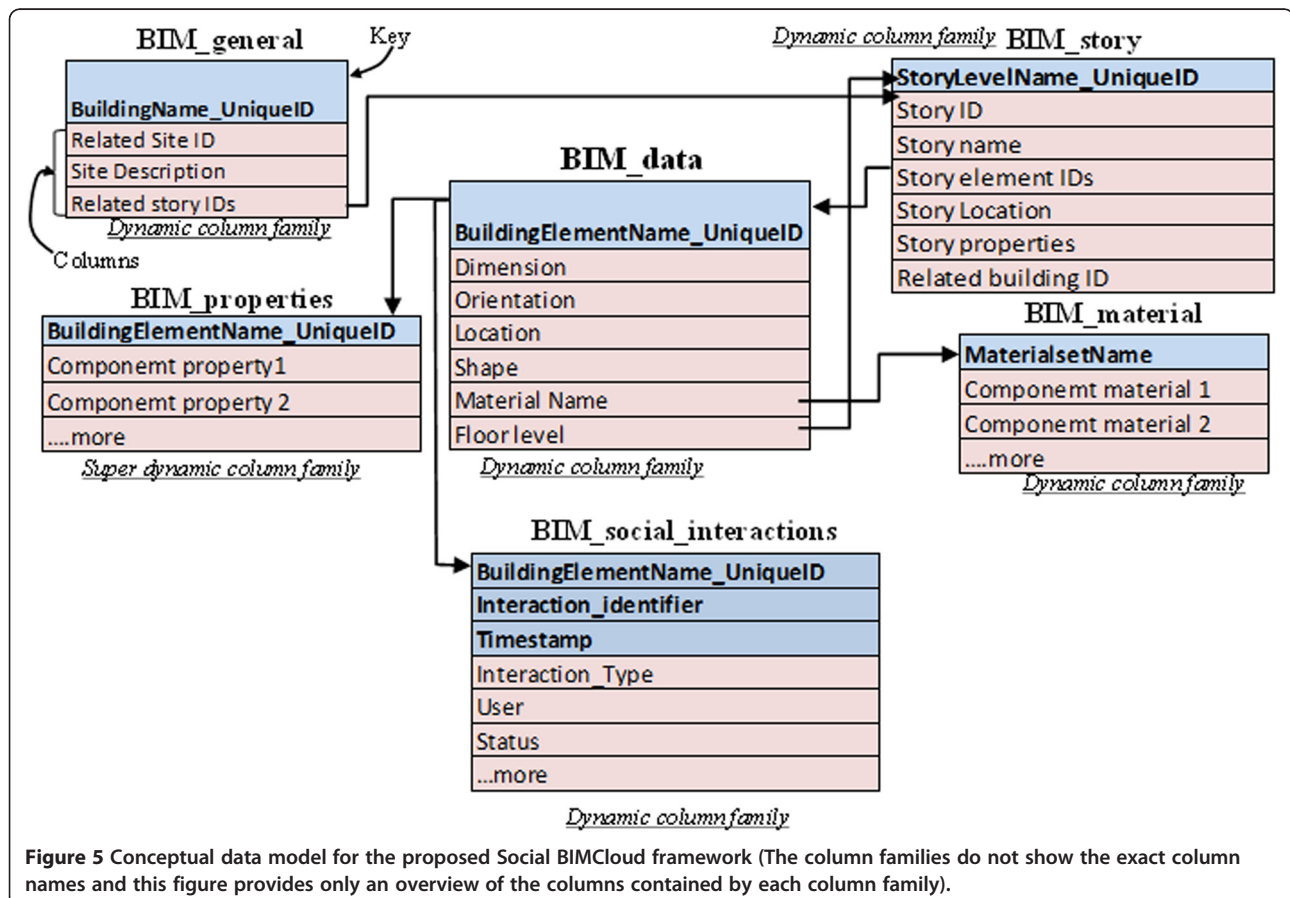 BIM_general
Key
BuildingName_UniqueID
Related Site ID
Site Description
Related story IDs
Dynamic column family
Columns
Dynamic column family
BIM_story
StoryLevelName_UniqueID
Story ID
Story name
Story element IDs
Story Location
Story properties
Related building ID
BIM_data
BuildingElementName_UniqueID
Dimension
Orientation
Location
Shape
Material Name
Floor level
Dynamic column family
BIM_properties
BuildingElementName_UniqueID
Componemt property1
Componemt property 2
....more
Super dynamic column family
BIM_material
MaterialsetName
Componemt material 1
Componemt material 2
....more
Dynamic column family
BIM_social_interactions
BuildingElementName_UniqueID
Interaction_identifier
Timestamp
Interaction_Type
User
Status
...more
Dynamic column family
Figure 5 Conceptual data model for the proposed Social BIMCloud framework (The column families do not show the exact column
names and this figure provides only an overview of the columns contained by each column family).